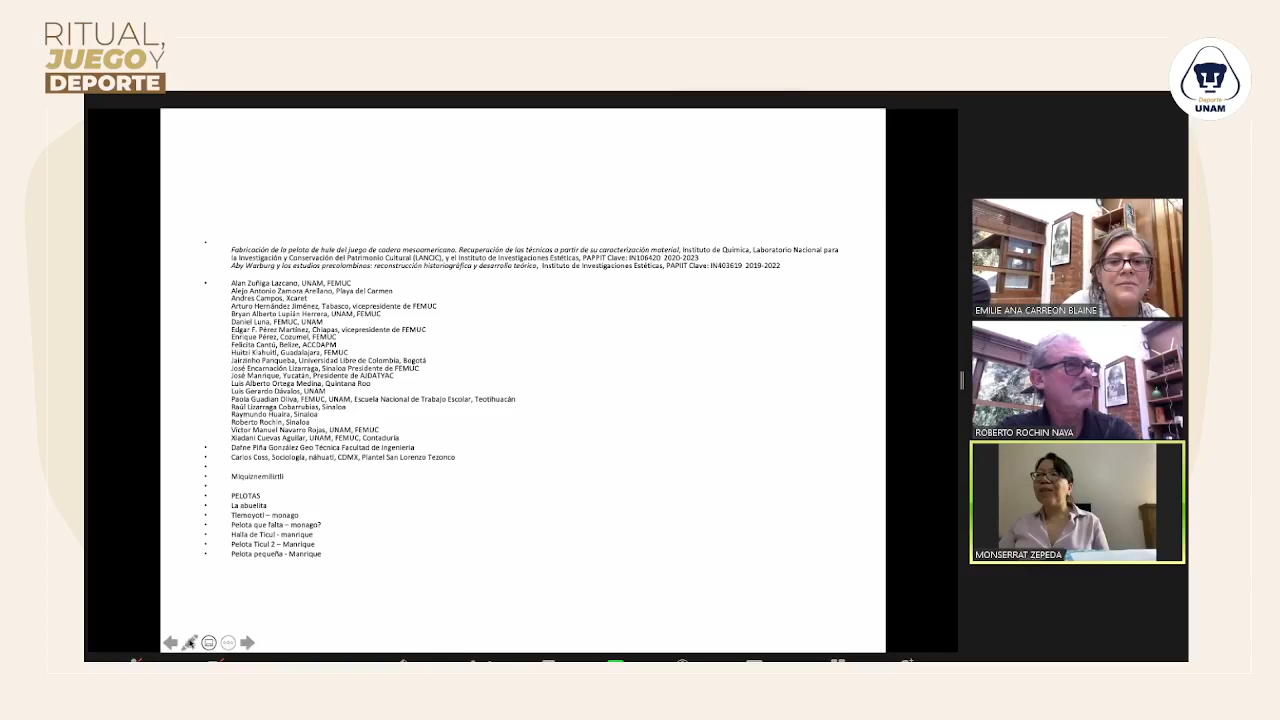 RITUAL,
JUEGO Y
DEPORTE
Deporte
UNAM
Fabricación de la pelota de hule del juego de cadera mesoamericano. Recuperación de las técnicas a partir de su caracterización material, Instituto de Química, Laboratorio Nacional para
la Investigación y Conservación del Patrimonio Cultural (LANCIC), y el Instituto de Investigaciones Estéticas, PAPPIT Clave: IN106420 2020-2023
Aby Warburg y los estudios precolombinos: reconstrucción historiográfica y desarrollo teórico, Instituto de Investigaciones Estéticas, PAPIIT Clave: IN403619 2019-2022
Alan Zuñiga Lazcano, UNAM, FEMUC
Alejo Antonio Zamora Arellano, Playa del Carmen
Andres Campos, Xcaret
Arturo Hernández Jiménez, Tabasco, vicepresidente de FEMUC
Bryan Alberto Lupián Herrera, UNAM, FEMUC
Daniel Luna, FEMUC, UNAM
Edgar F. Pérez Martínez, Chiapas, vicepresidente de FEMUC
Enrique Pérez, Cozumel, FEMUC
Felicita Cantú, Belize, ACCDAPM
Huitzi Kiahuitl, Guadalajara, FEMUC
Jairzinho Panqueba, Universidad Libre de Colombia, Bogotá
José Encarnación Lizarraga, Sinaloa Presidente de FEMUC
José Manrique, Yucatán, Presidente de AJDATYAC
Luis Alberto Ortega Medina, Quintana Roo
Luis Gerardo Dávalos, UNAM
Paola Guadian Oliva, FEMUC, UNAM, Escuela Nacional de Trabajo Escolar, Teotihuacán
Raúl Lizarraga Cobarrubias, Sinaloa
Raymundo Huaira, Sinaloa
Roberto Rochin, Sinaloa
Víctor Manuel Navarro Rojas, UNAM, FEMUC
Xiadani Cuevas Aguilar, UNAM, FEMUC, Contaduría
Dafne Piña González Geo Técnica Facultad de Ingenieria
Carlos Coss, Sociología, náhuatl, CDMX, Plantel San Lorenzo Tezonco
Miquiznemiliztli
PELOTAS
La abuelita
Tlemoyotl – monago
Pelota que falta – monago?
Halla de Ticul - manrique
Pelota Ticul 2 – Manrique
Pelota pequeña - Manrique
EMILIE ANA CARREON BLAINE
ROBERTO ROCHIN NAYA
MONSERRAT ZEPEDA